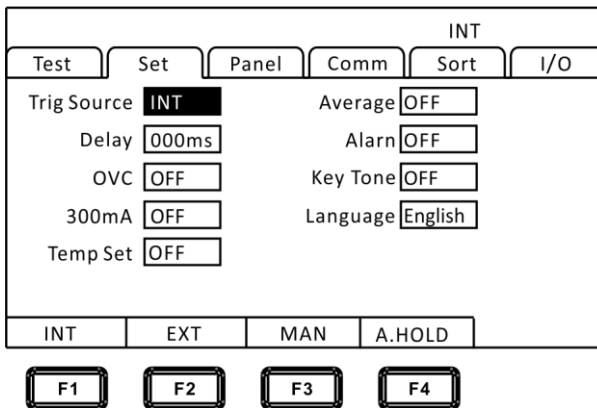 INT
Test Set Panel Comm Sort I/O
Trig Source INT Average OFF
Delay 000ms Alarn OFF
OVC OFF Key Tone OFF
300mA OFF Language English
Temp Set OFF
INT EXT MAN A.HOLD
F1 F2 F3 F4